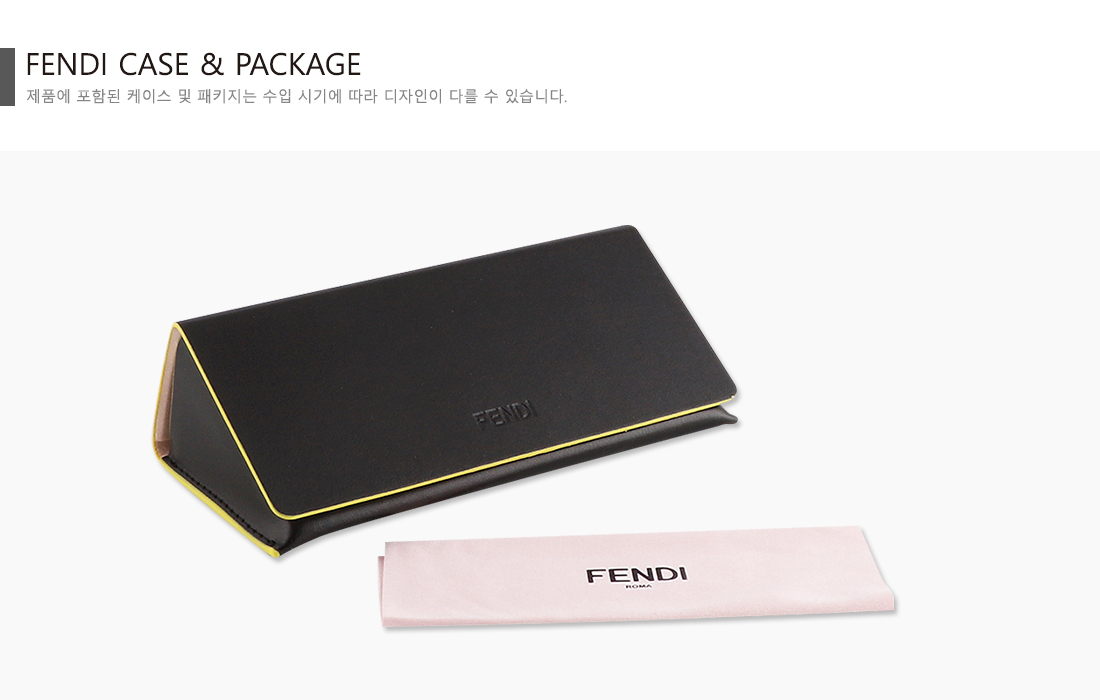 FENDI CASE & PACKAGE
제품에 포함된 케이스 및 패키지는 수입 시기에 따라 디자인이 다를 수 있습니다.
FENDI
FENDI
ROMA